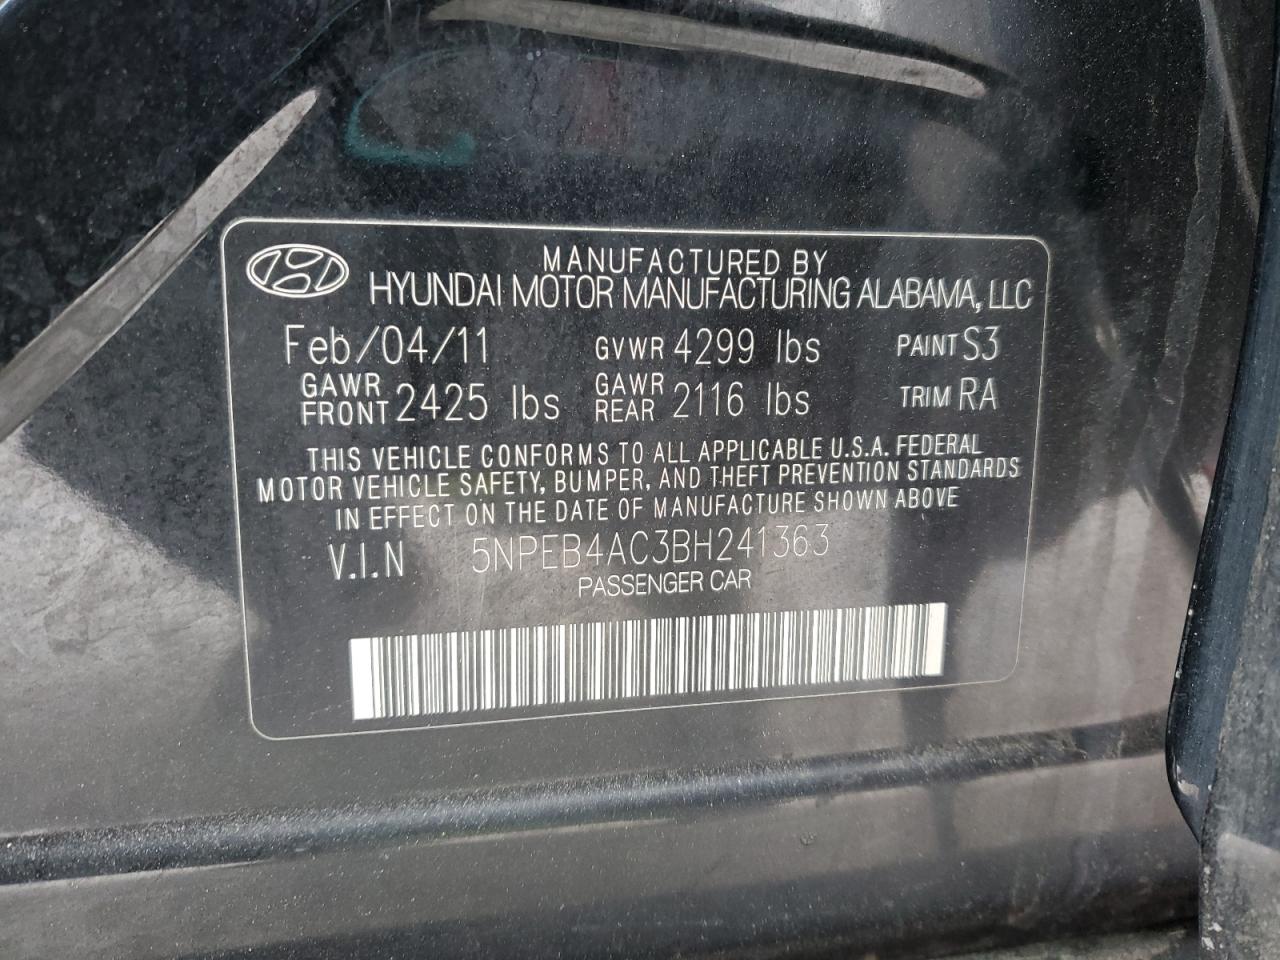 MANUFACTURED BY
HYUNDAI MOTOR MANUFACTURING ALABAMA, LLC
Feb/04/11 GVWR 4299 lbs PAINT S3
GAWR FRONT 2425 lbs GAWR REAR 2116 lbs TRIM RA
THIS VEHICLE CONFORMS TO ALL APPLICABLE U.S.A. FEDERAL
MOTOR VEHICLE SAFETY, BUMPER, AND THEFT PREVENTION STANDARDS
IN EFFECT ON THE DATE OF MANUFACTURE SHOWN ABOVE
V.I.N 5NPEB4AC3BH241363
PASSENGER CAR